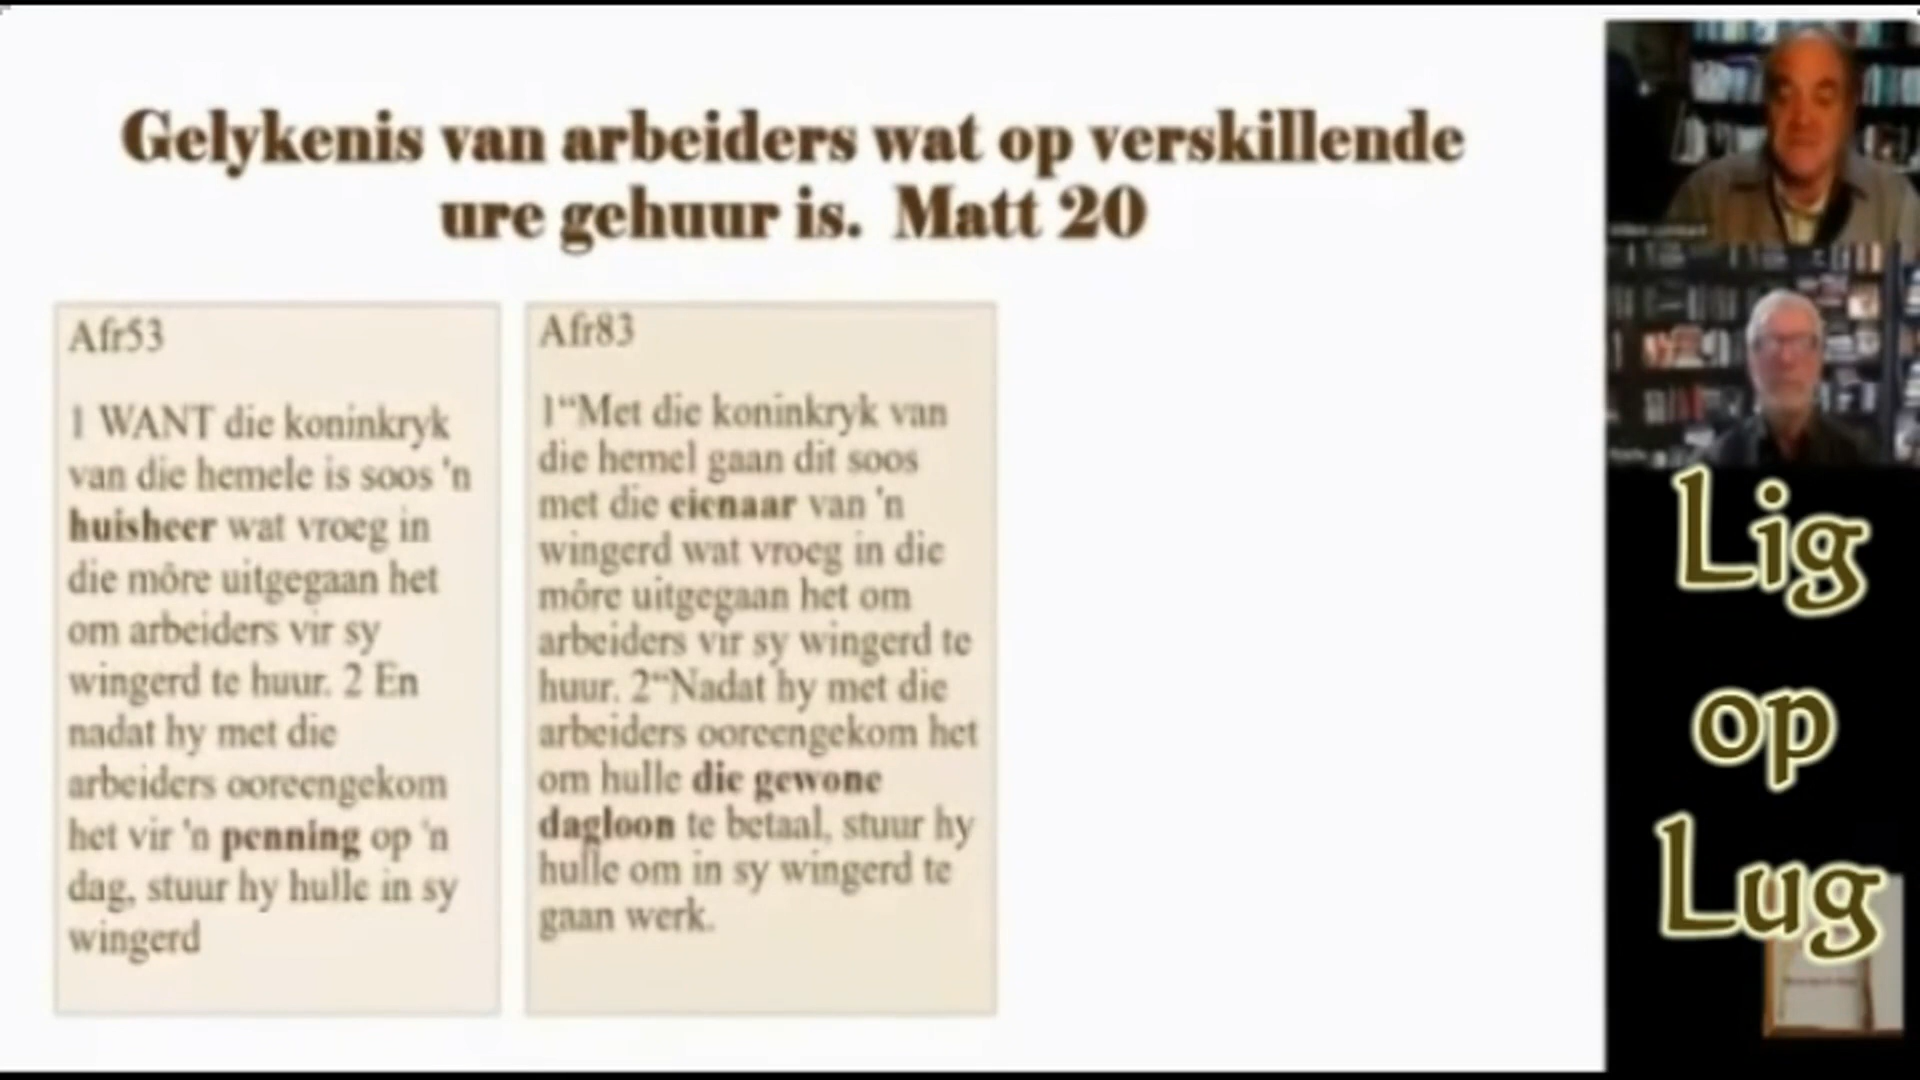 Gelykenis van arbeiders wat op verskillende
ure gehuur is. Matt 20
Afr53
1 WANT die koninkryk
van die hemele is soos 'n
huisheer wat vroeg in
die môre uitgegaan het
om arbeiders vir sy
wingerd te huur. 2 En
nadat hy met die
arbeiders ooreengekom
het vir 'n penning op 'n
dag, stuur hy hulle in sy
wingerd
Afr83
1“Met die koninkryk van
die hemel gaan dit soos
met die eienaar van 'n
wingerd wat vroeg in die
môre uitgegaan het om
arbeiders vir sy wingerd te
huur. 2“Nadat hy met die
arbeiders ooreengekom het
om hulle die gewone
dagloon te betaal, stuur hy
hulle om in sy wingerd te
gaan werk.
Lig
op
Lug